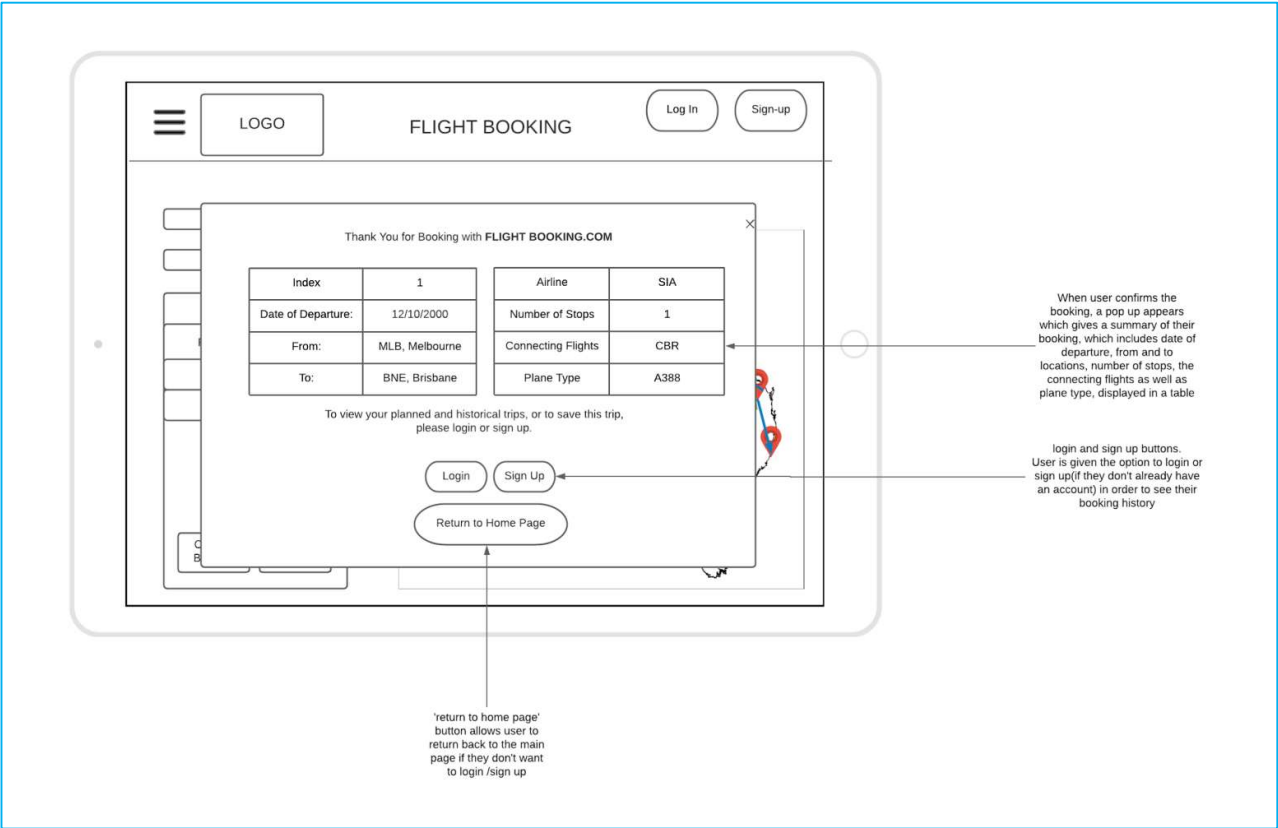 LOGO
FLIGHT BOOKING
Log In
Sign-up
Thank You for Booking with FLIGHT BOOKING.COM
Index 1
Date of Departure: 12/10/2000
From: MLB, Melbourne
To: BNE, Brisbane
Airline SIA
Number of Stops 1
Connecting Flights CBR
Plane Type A388
To view your planned and historical trips, or to save this trip,
please login or sign up.
Login
Sign Up
Return to Home Page
When user confirms the
booking, a pop up appears
which gives a summary of their
booking, which includes date of
departure, from and to
locations, number of stops, the
connecting flights as well as
plane type, displayed in a table
login and sign up buttons.
User is given the option to login or
sign up(if they don't already have
an account) in order to see their
booking history
'return to home page'
button allows user to
return back to the main
page if they don't want
to login /sign up